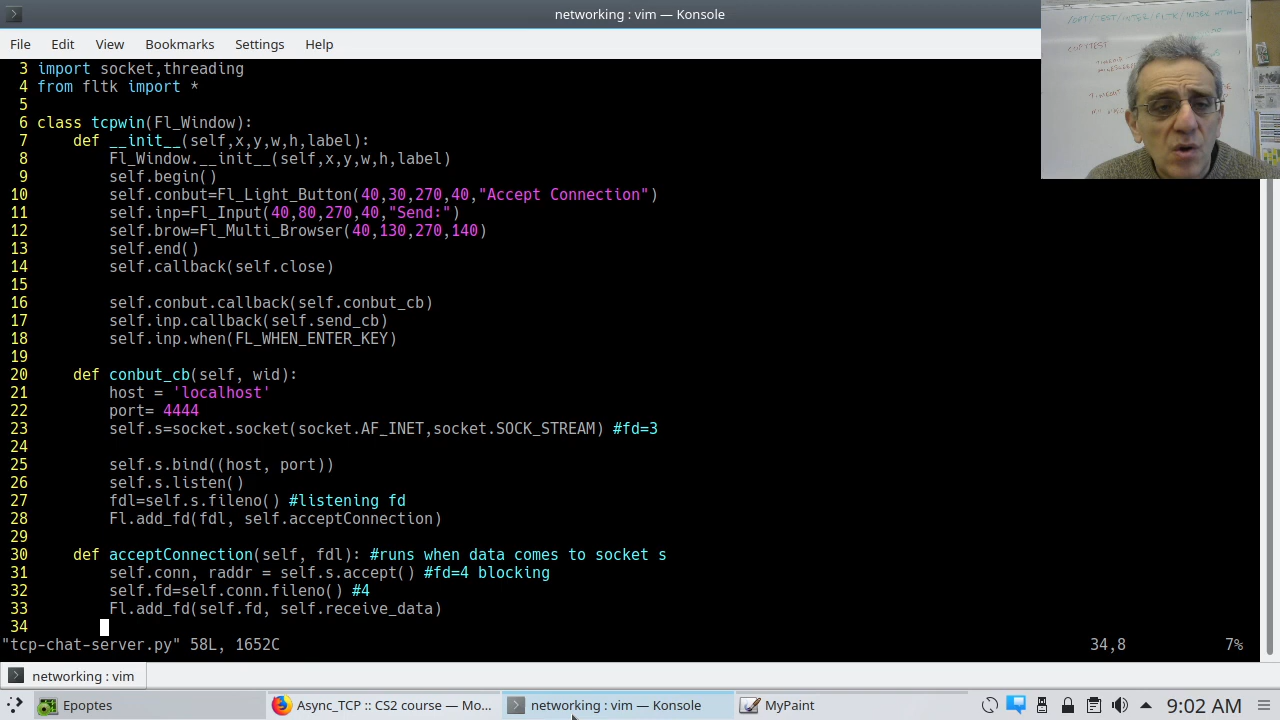 networking : vim — Konsole
File Edit View Bookmarks Settings Help
3 import socket,threading
4 from fltk import *
5
6 class tcpwin(Fl_Window):
7 def __init__(self,x,y,w,h,label):
8 Fl_Window.__init__(self,x,y,w,h,label)
9 self.begin()
10 self.conbut=Fl_Light_Button(40,30,270,40,"Accept Connection")
11 self.inp=Fl_Input(40,80,270,40,"Send:")
12 self.brow=Fl_Multi_Browser(40,130,270,140)
13 self.end()
14 self.callback(self.close)
15
16 self.conbut.callback(self.conbut_cb)
17 self.inp.callback(self.send_cb)
18 self.inp.when(FL_WHEN_ENTER_KEY)
19
20 def conbut_cb(self, wid):
21 host = 'localhost'
22 port= 4444
23 self.s=socket.socket(socket.AF_INET,socket.SOCK_STREAM) #fd=3
24
25 self.s.bind((host, port))
26 self.s.listen()
27 fdl=self.s.fileno() #listening fd
28 Fl.add_fd(fdl, self.acceptConnection)
29
30 def acceptConnection(self, fdl): #runs when data comes to socket s
31 self.conn, raddr = self.s.accept() #fd=4 blocking
32 self.fd=self.conn.fileno() #4
33 Fl.add_fd(self.fd, self.receive_data)
34
"tcp-chat-server.py" 58L, 1652C 34,8 7%
networking : vim
Epoptes Async_TCP :: CS2 course — Mo... networking : vim — Konsole MyPaint 9:02 AM